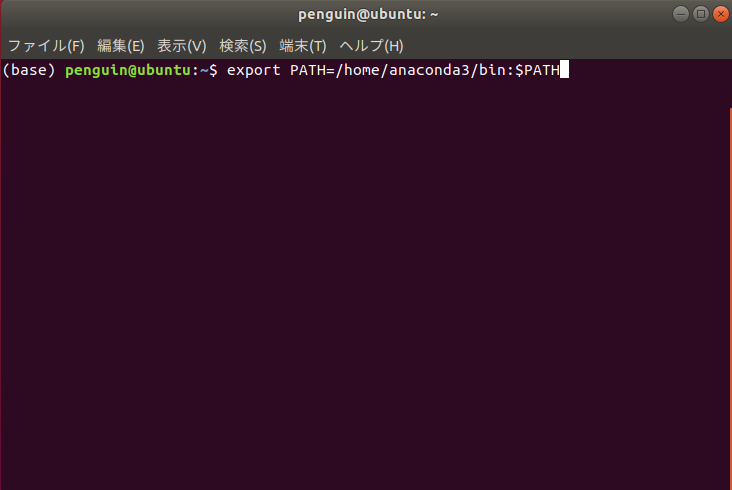 penguin@ubuntu: ~
ファイル(F) 編集(E) 表示(V) 検索(S) 端末(T) ヘルプ(H)
(base) penguin@ubuntu:~$ export PATH=/home/anaconda3/bin:$PATH